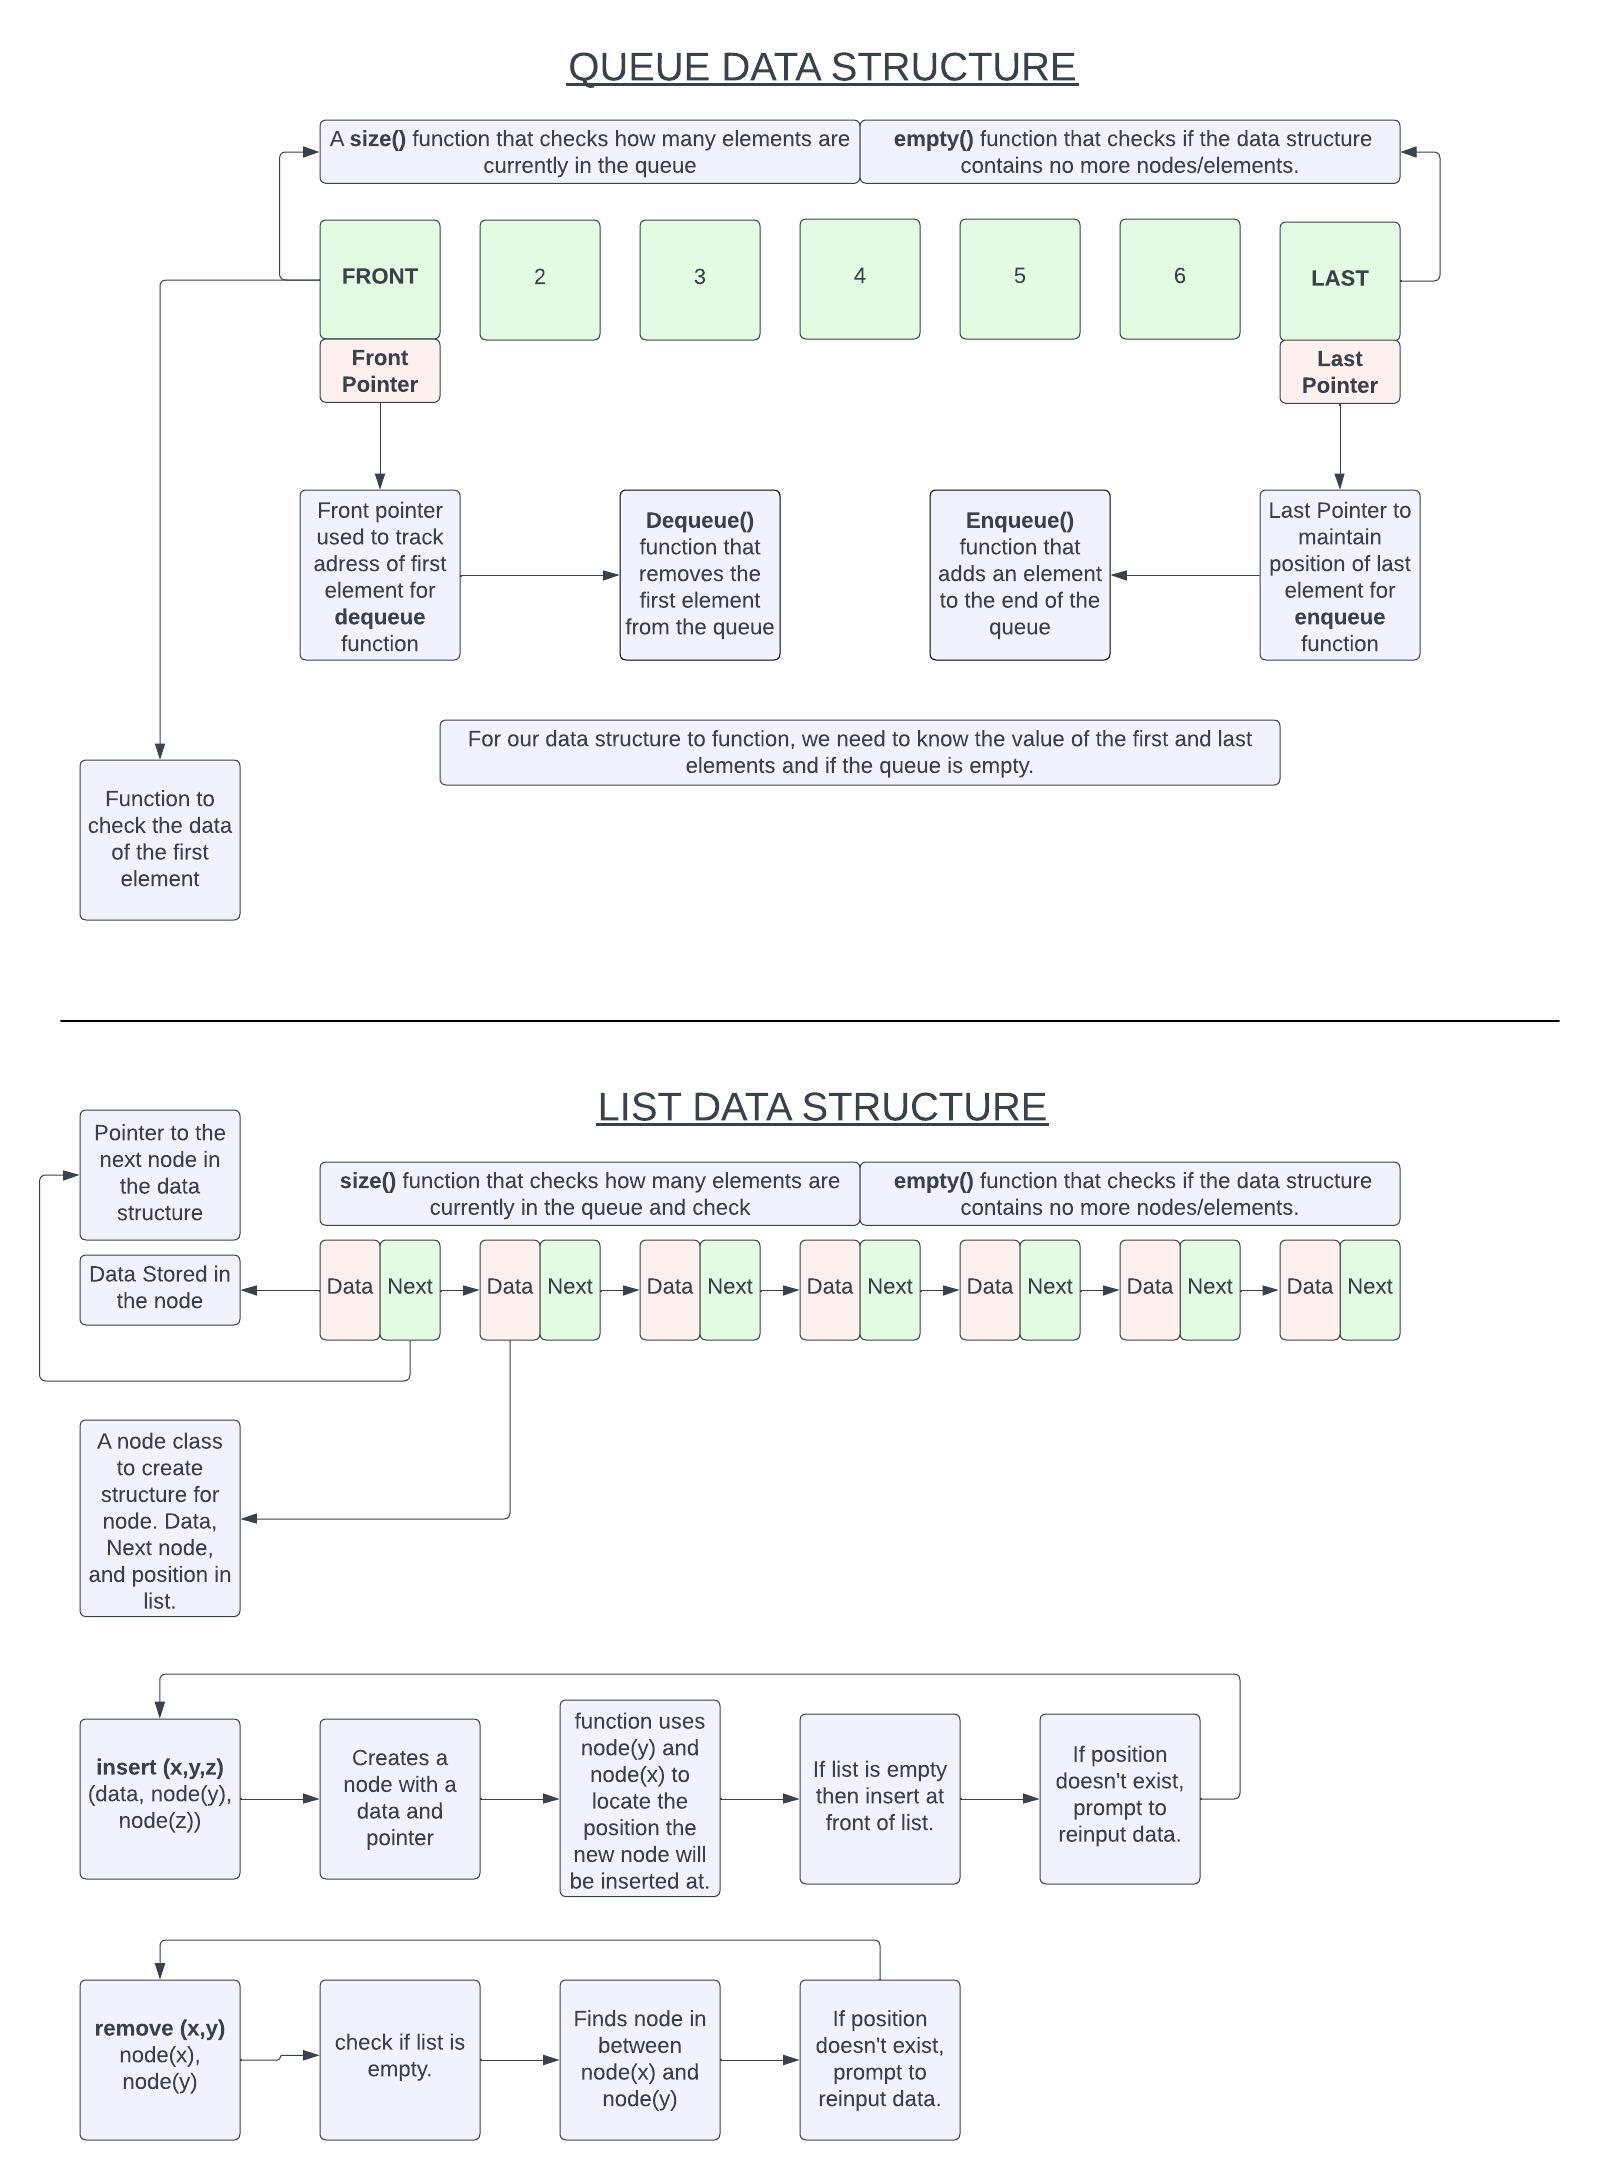 QUEUE DATA STRUCTURE
A size() function that checks how many elements are
currently in the queue
empty() function that checks if the data structure
contains no more nodes/elements.
FRONT
2
3
4
5
6
LAST
Front
Pointer
Last
Pointer
Front pointer
used to track
adress of first
element for
dequeue
function
Dequeue()
function that
removes the
first element
from the queue
Enqueue()
function that
adds an element
to the end of the
queue
Last Pointer to
maintain
position of last
element for
enqueue
function
For our data structure to function, we need to know the value of the first and last
elements and if the queue is empty.
Function to
check the data
of the first
element
LIST DATA STRUCTURE
Pointer to the
next node in
the data
structure
size() function that checks how many elements are
currently in the queue and check
empty() function that checks if the data structure
contains no more nodes/elements.
Data Stored in
the node
Data Next Data Next Data Next Data Next Data Next Data Next Data Next
A node class
to create
structure for
node. Data,
Next node,
and position in
list.
insert (x,y,z)
(data, node(y),
node(z))
Creates a
node with a
data and
pointer
function uses
node(y) and
node(x) to
locate the
position the
new node will
be inserted at.
If list is empty
then insert at
front of list.
If position
doesn't exist,
prompt to
reinput data.
remove (x,y)
node(x),
node(y)
check if list is
empty.
Finds node in
between
node(x) and
node(y)
If position
doesn't exist,
prompt to
reinput data.